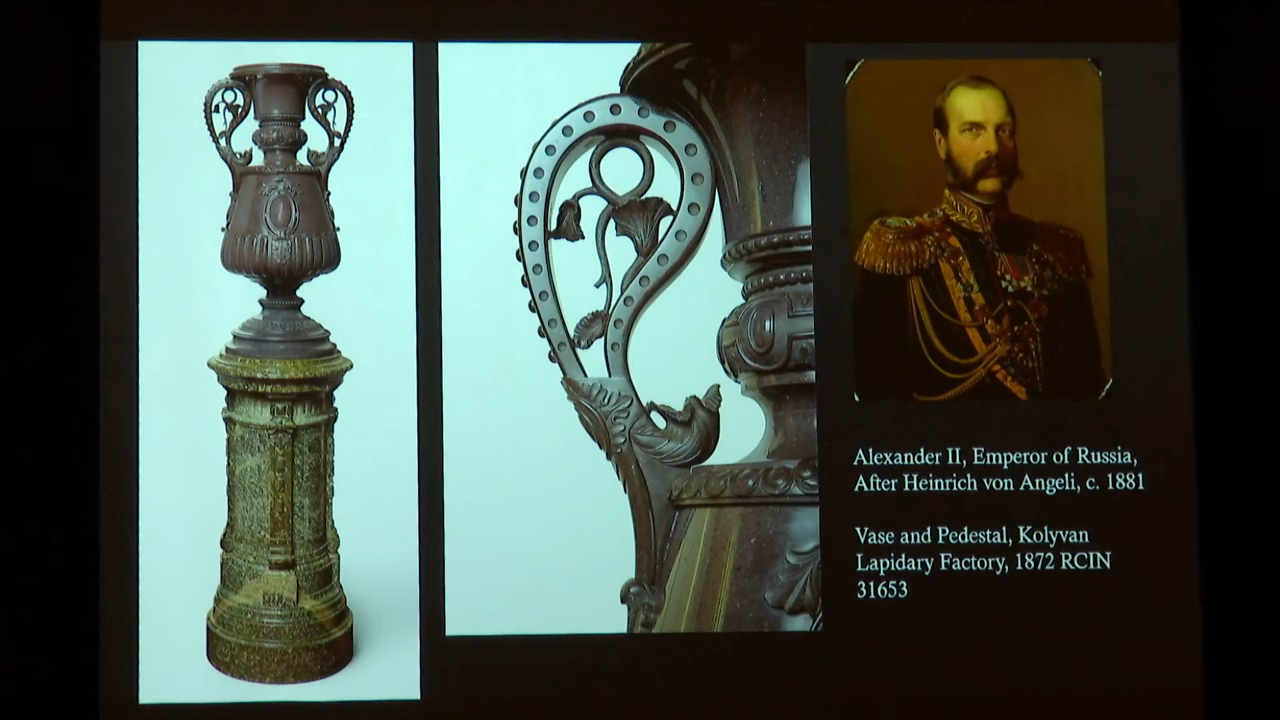 Alexander II, Emperor of Russia,
After Heinrich von Angeli, c. 1881
Vase and Pedestal, Kolyvan
Lapidary Factory, 1872 RCIN
31653